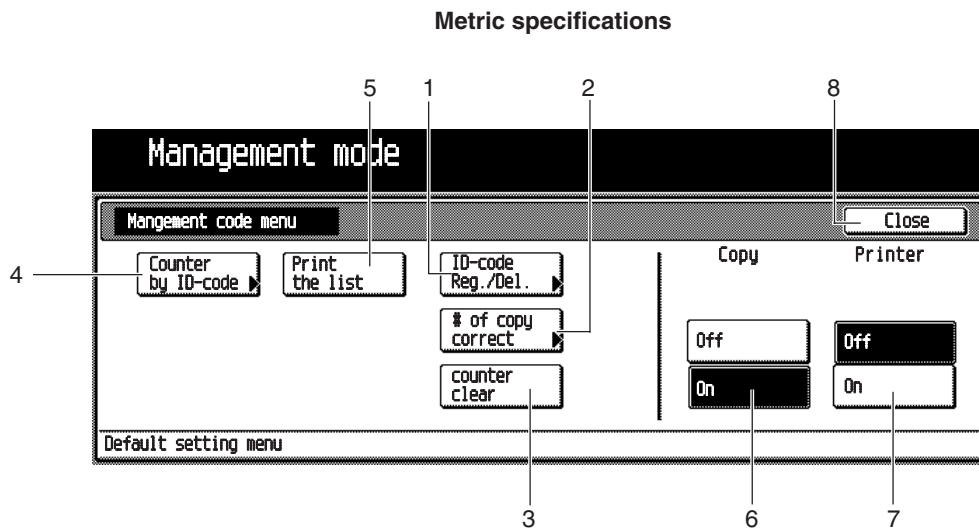 Metric specifications
5
1
2
8
Management mode
Mangement code menu
Close
4
Counter
by ID-code
Print
the list
ID-code
Reg./Del.
Copy
Printer
# of copy
correct
Off
Off
counter
clear
On
On
Default setting menu
3
6
7